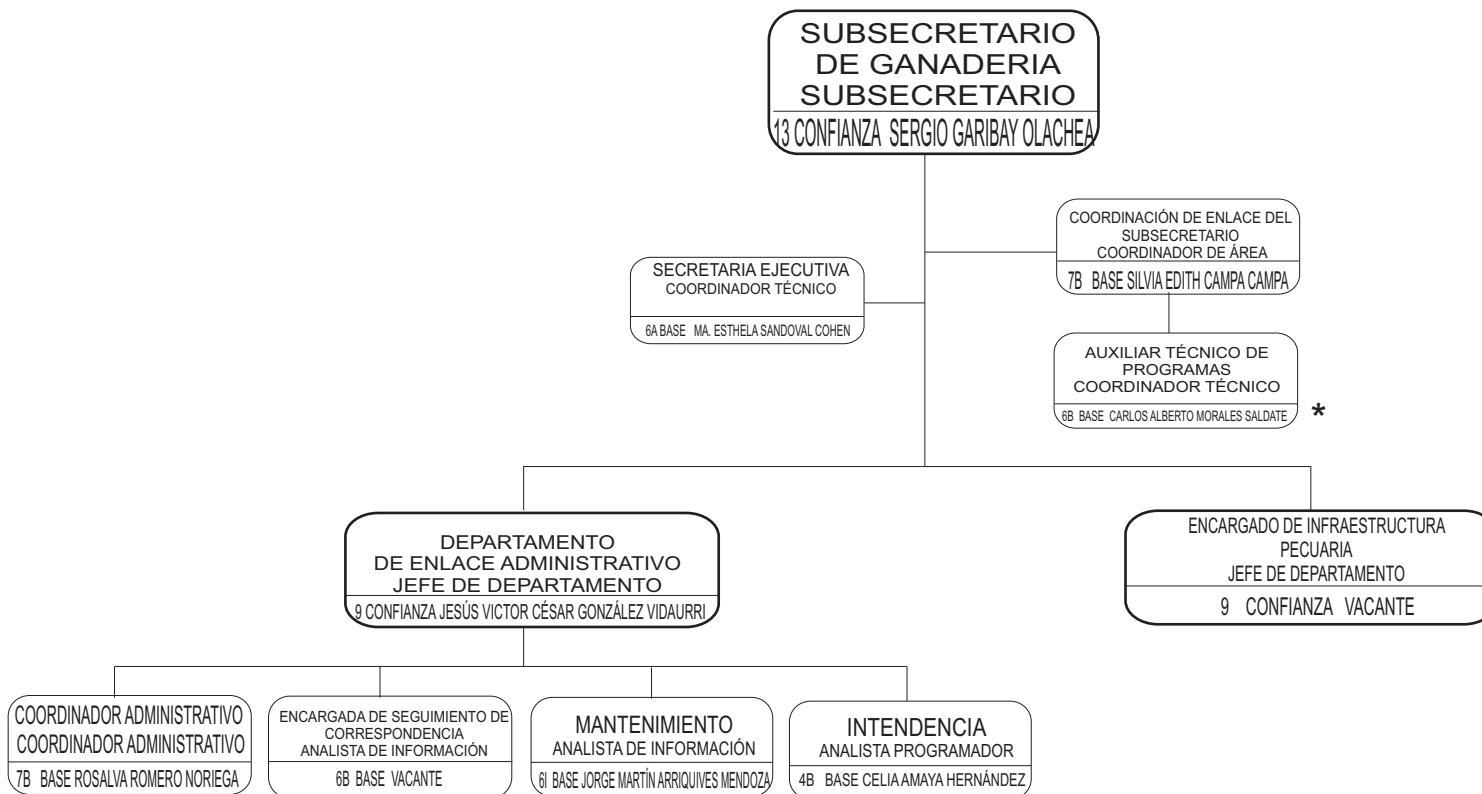 SUBSECRETARIO
DE GANADERIA
SUBSECRETARIO
13 CONFIANZA SERGIO GARIBAY OLACHEA
COORDINACIÓN DE ENLACE DEL
SUBSECRETARIO
COORDINADOR DE ÁREA
7B BASE SILVIA EDITH CAMPA CAMPA
SECRETARIA EJECUTIVA
COORDINADOR TÉCNICO
6A BASE MA. ESTHELA SANDOVAL COHEN
AUXILIAR TÉCNICO DE
PROGRAMAS
COORDINADOR TÉCNICO
6B BASE CARLOS ALBERTO MORALES SALDATE *
DEPARTAMENTO
DE ENLACE ADMINISTRATIVO
JEFE DE DEPARTAMENTO
9 CONFIANZA JESÚS VICTOR CÉSAR GONZÁLEZ VIDAURRI
ENCARGADO DE INFRAESTRUCTURA
PECUARIA
JEFE DE DEPARTAMENTO
9 CONFIANZA VACANTE
COORDINADOR ADMINISTRATIVO
COORDINADOR ADMINISTRATIVO
7B BASE ROSALVA ROMERO NORIEGA
ENCARGADA DE SEGUIMIENTO DE
CORRESPONDENCIA
ANALISTA DE INFORMACIÓN
6B BASE VACANTE
MANTENIMIENTO
ANALISTA DE INFORMACIÓN
6I BASE JORGE MARTÍN ARRIQUIVES MENDOZA
INTENDENCIA
ANALISTA PROGRAMADOR
4B BASE CELIA AMAYA HERNÁNDEZ